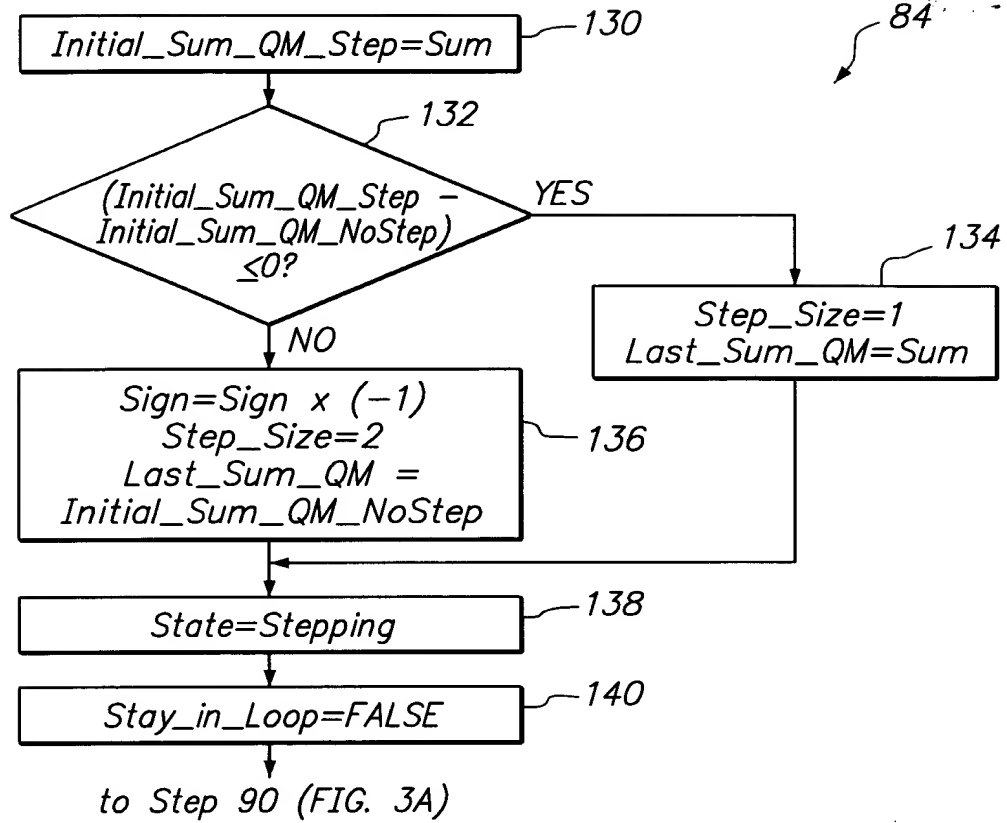 84
Initial_Sum_QM_Step=Sum
130
132
(Initial_Sum_QM_Step –
Initial_Sum_QM_NoStep)
≤0?
YES
134
Step_Size=1
Last_Sum_QM=Sum
NO
Sign=Sign x (–1)
Step_Size=2
Last_Sum_QM =
Initial_Sum_QM_NoStep
136
State=Stepping
138
Stay_in_Loop=FALSE
140
to Step 90 (FIG. 3A)